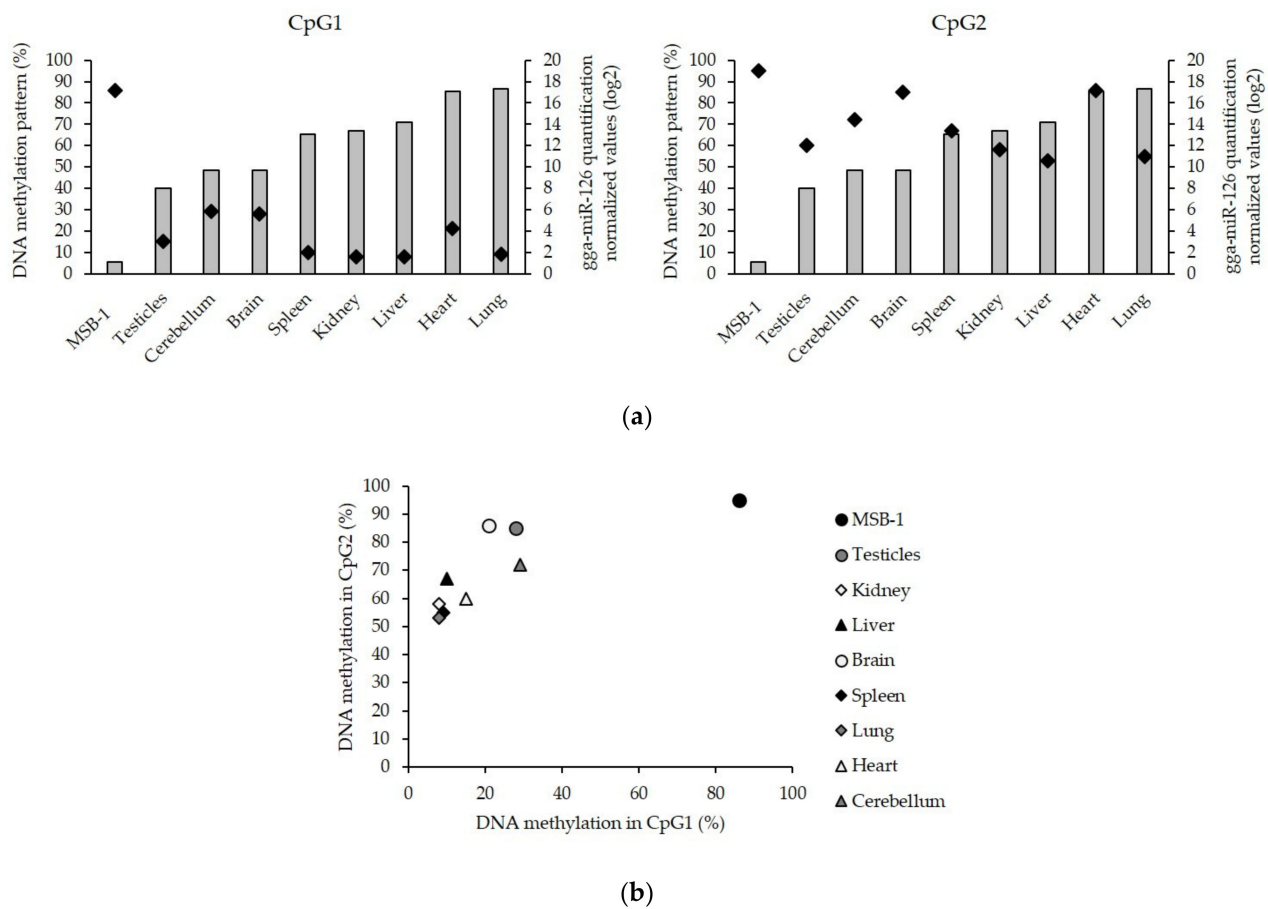 CpG1
DNA methylation pattern (%)
100
90
80
70
60
50
40
30
20
10
0
20
18
16
14
12
10
8
6
4
2
0
gga-miR-126 quantification
normalized values (log2)
MSB-1
Testicles
Cerebellum
Brain
Spleen
Kidney
Liver
Heart
Lung
CpG2
DNA methylation pattern (%)
100
90
80
70
60
50
40
30
20
10
0
20
18
16
14
12
10
8
6
4
2
0
gga-miR-126 quantification
normalized values (log2)
MSB-1
Testicles
Cerebellum
Brain
Spleen
Kidney
Liver
Heart
Lung
(a)
DNA methylation in CpG2 (%)
100
90
80
70
60
50
40
30
20
10
0
0 20 40 60 80 100
DNA methylation in CpG1 (%)
MSB-1
Testicles
Kidney
Liver
Brain
Spleen
Lung
Heart
Cerebellum
(b)